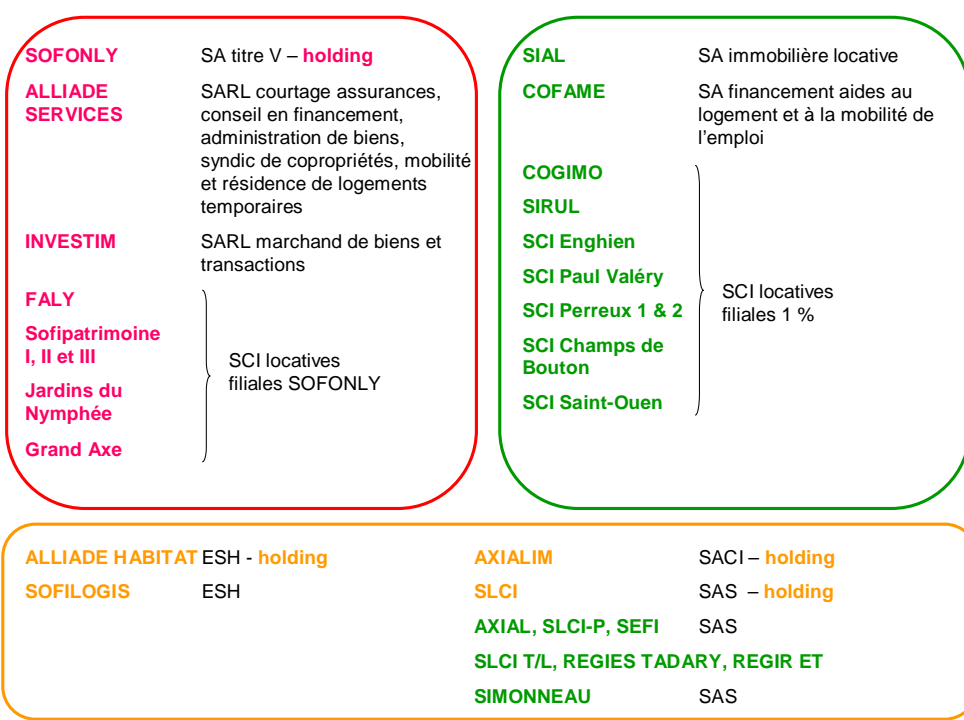 SOFONLY SA titre V – holding
ALLIADE SERVICES
SARL courtage assurances,
conseil en financement,
administration de biens,
syndic de copropriétés, mobilité
et résidence de logements
temporaires
INVESTIM SARL marchand de biens et
transactions
FALY
Sofipatrimoine
I, II et III
Jardins du
Nymphée
Grand Axe
SCI locatives
filiales SOFONLY
SIAL SA immobilière locative
COFAME SA financement aides au
logement et à la mobilité de
l'emploi
COGIMO
SIRUL
SCI Enghien
SCI Paul Valéry
SCI Perreux 1 & 2
SCI Champs de
Bouton
SCI Saint-Ouen
SCI locatives
filiales 1 %
ALLIADE HABITAT ESH - holding
SOFILOGIS ESH
AXIALIM SACI – holding
SLCI SAS – holding
AXIAL, SLCI-P, SEFI SAS
SLCI T/L, REGIES TADARY, REGIR ET
SIMONNEAU SAS